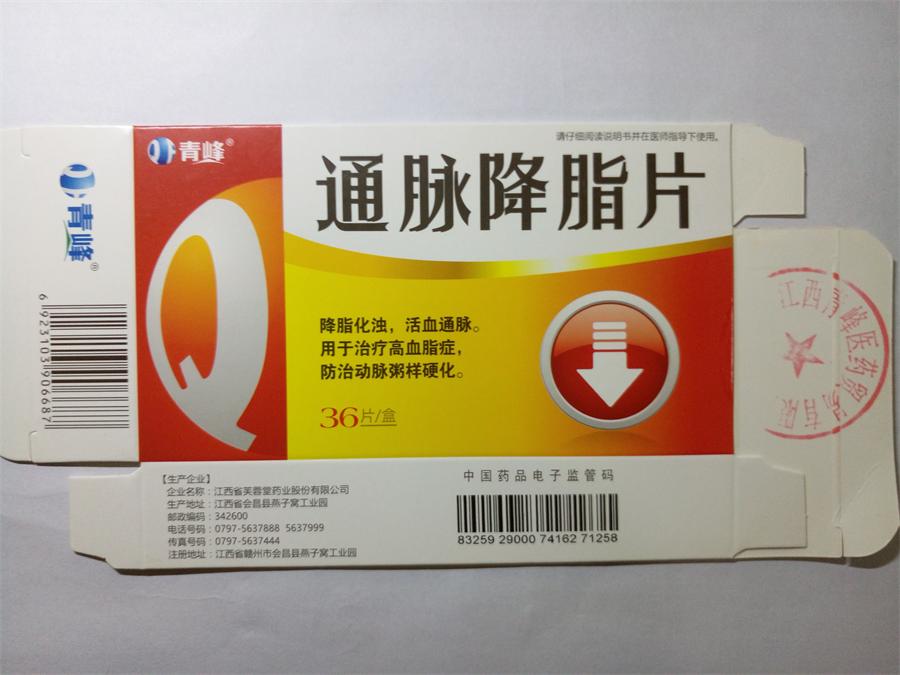 青峰®
青峰®
6 923103 906687
请仔细阅读说明书并在医师指导下使用。
通脉降脂片
降脂化浊，活血通脉。
用于治疗高血脂症，
防治动脉粥样硬化。
36片/盒
【生产企业】
企业名称：江西省芙蓉堂药业股份有限公司
生产地址：江西省会昌县燕子窝工业园
邮政编码：342600
电话号码：0797-5637888 5637999
传真号码：0797-5637444
注册地址：江西省赣州市会昌县燕子窝工业园
中国药品电子监管码
83259 29000 74162 71258
江西青峰医药贸易有限